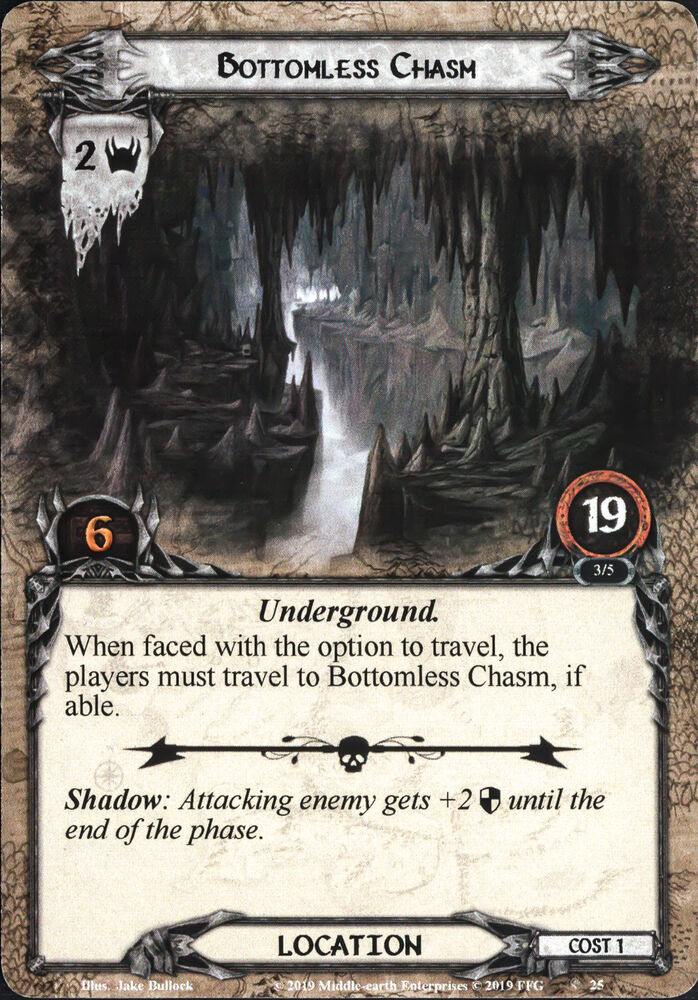 Bottomless Chasm
2
6
19
3/5
Underground.
When faced with the option to travel, the
players must travel to Bottomless Chasm, if
able.
Shadow: Attacking enemy gets +2 until the
end of the phase.
LOCATION
COST 1
Illus. Jake Bullock
© 2019 Middle-earth Enterprises © 2019 FFG
25